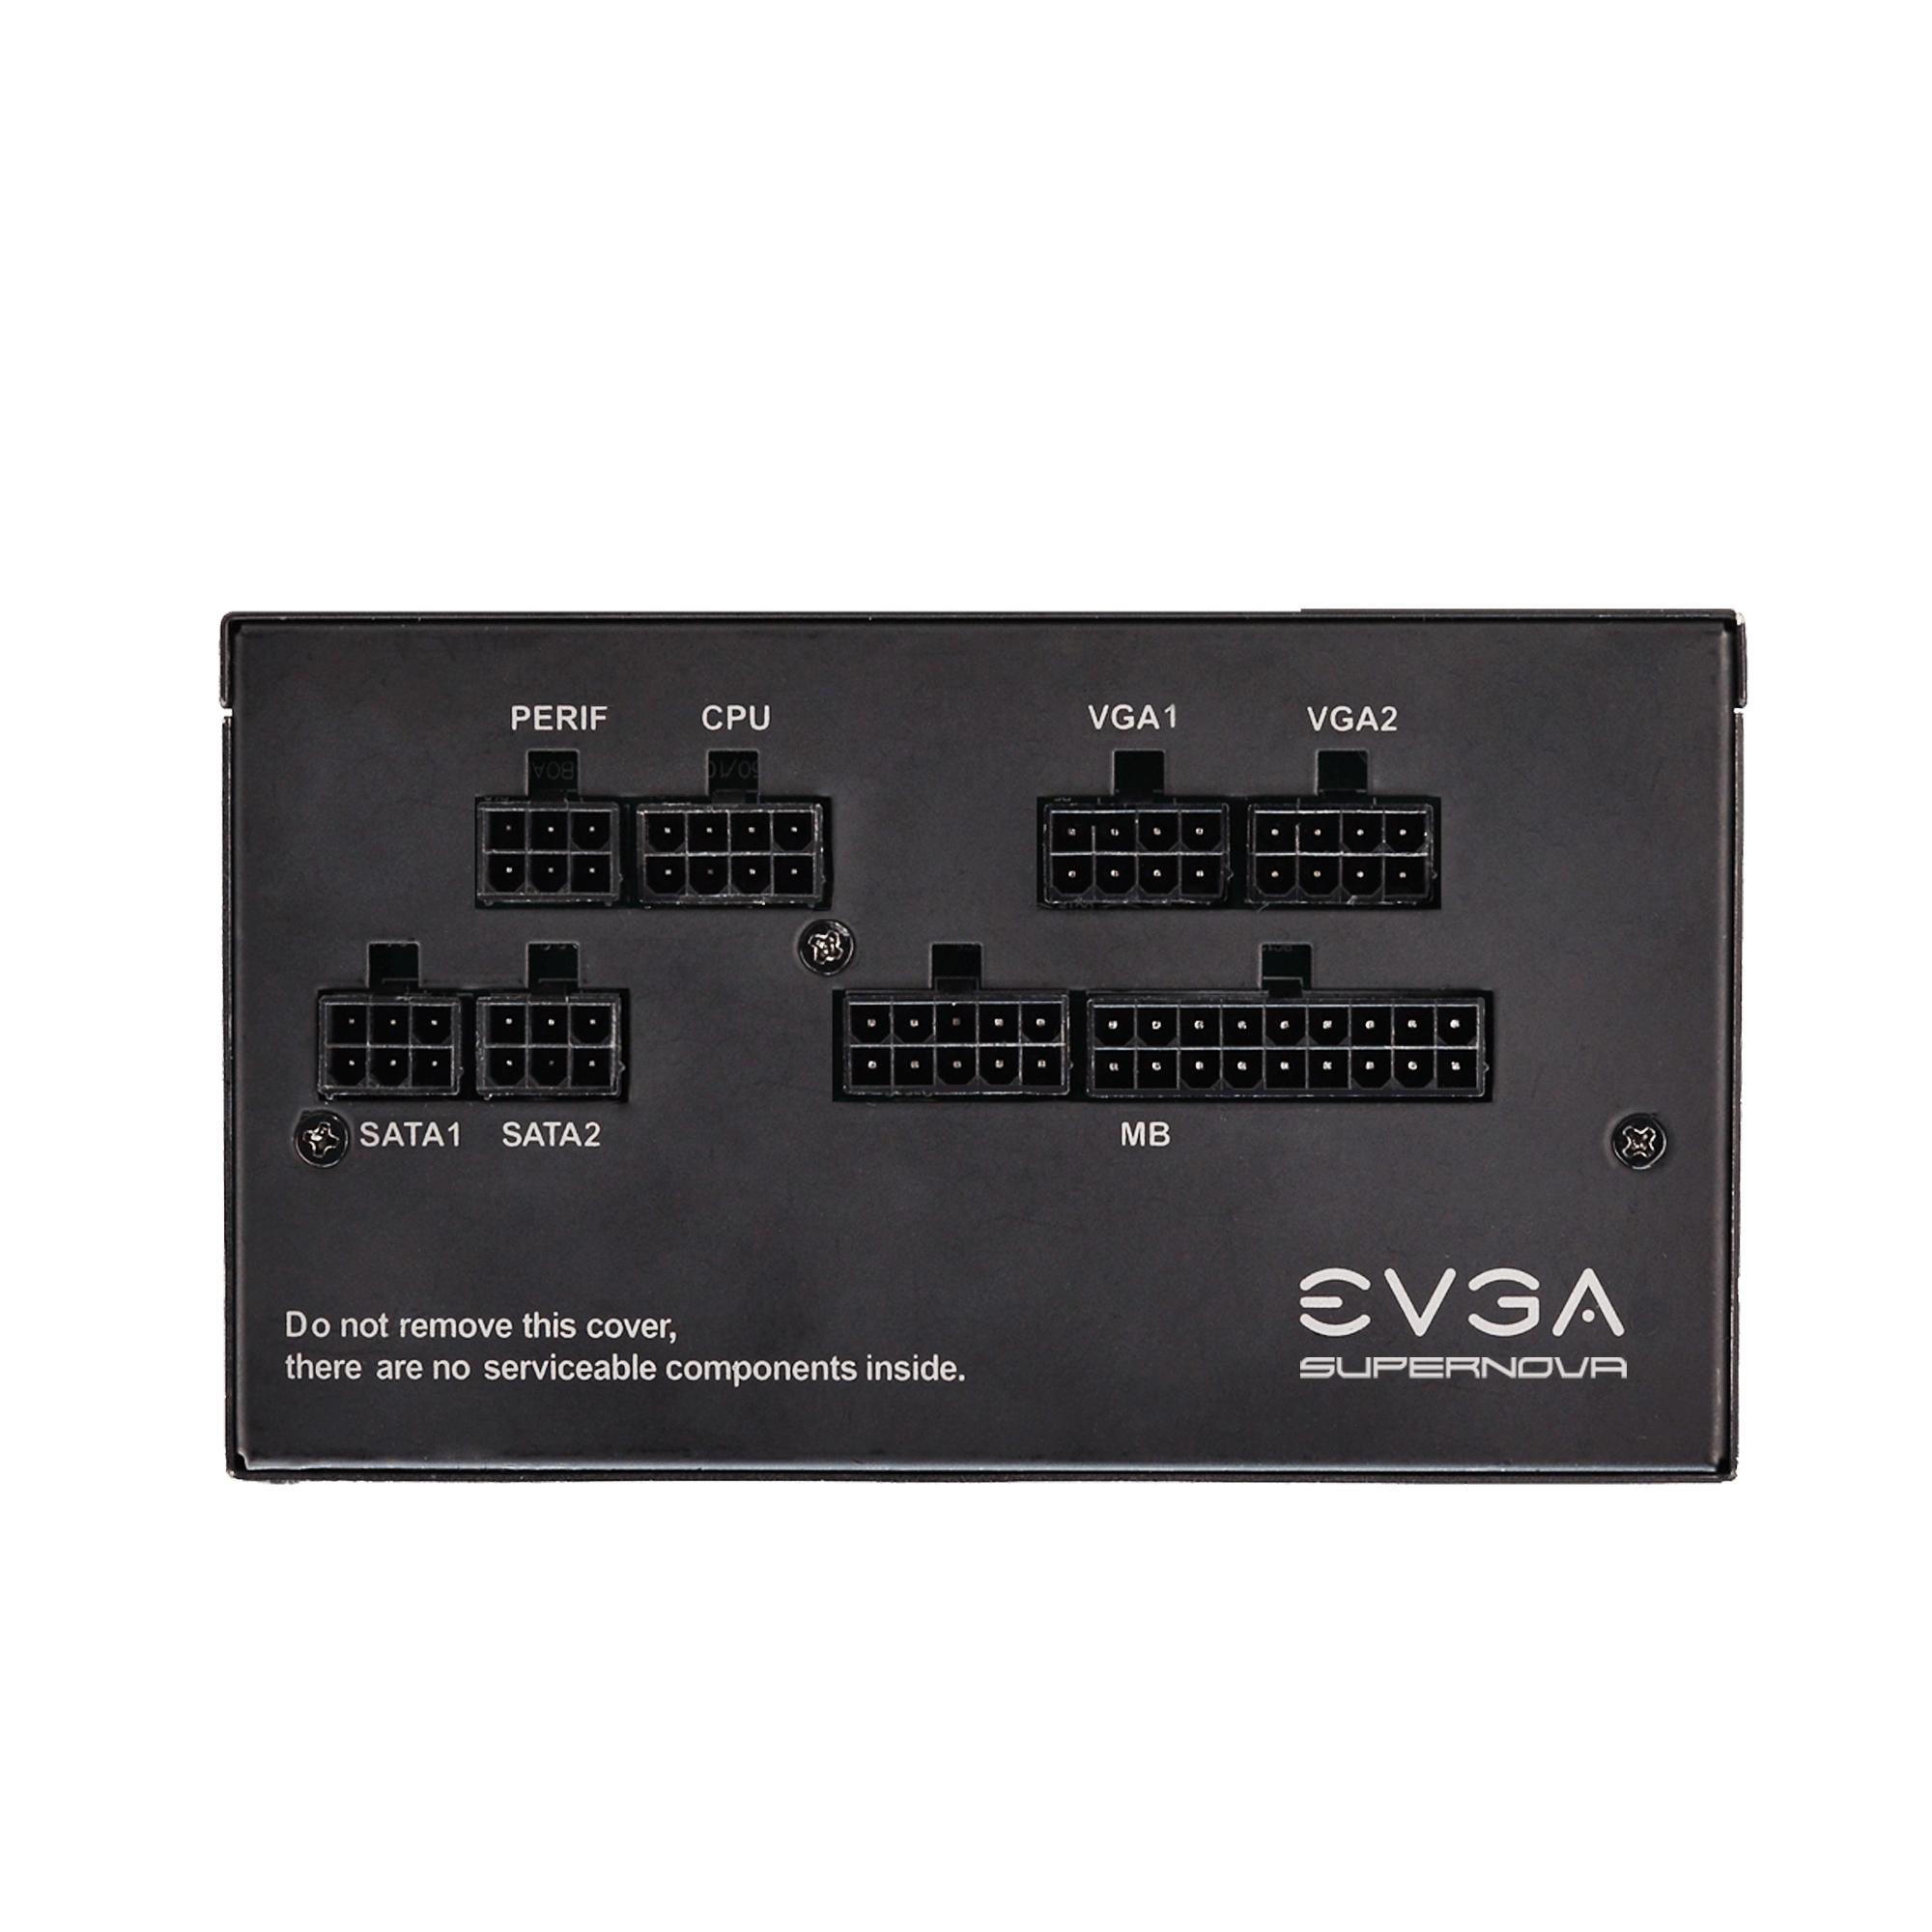 PERIF CPU VGA1 VGA2
SATA1 SATA2 MB
Do not remove this cover,
there are no serviceable components inside.
EVGA
SUPERNOVA